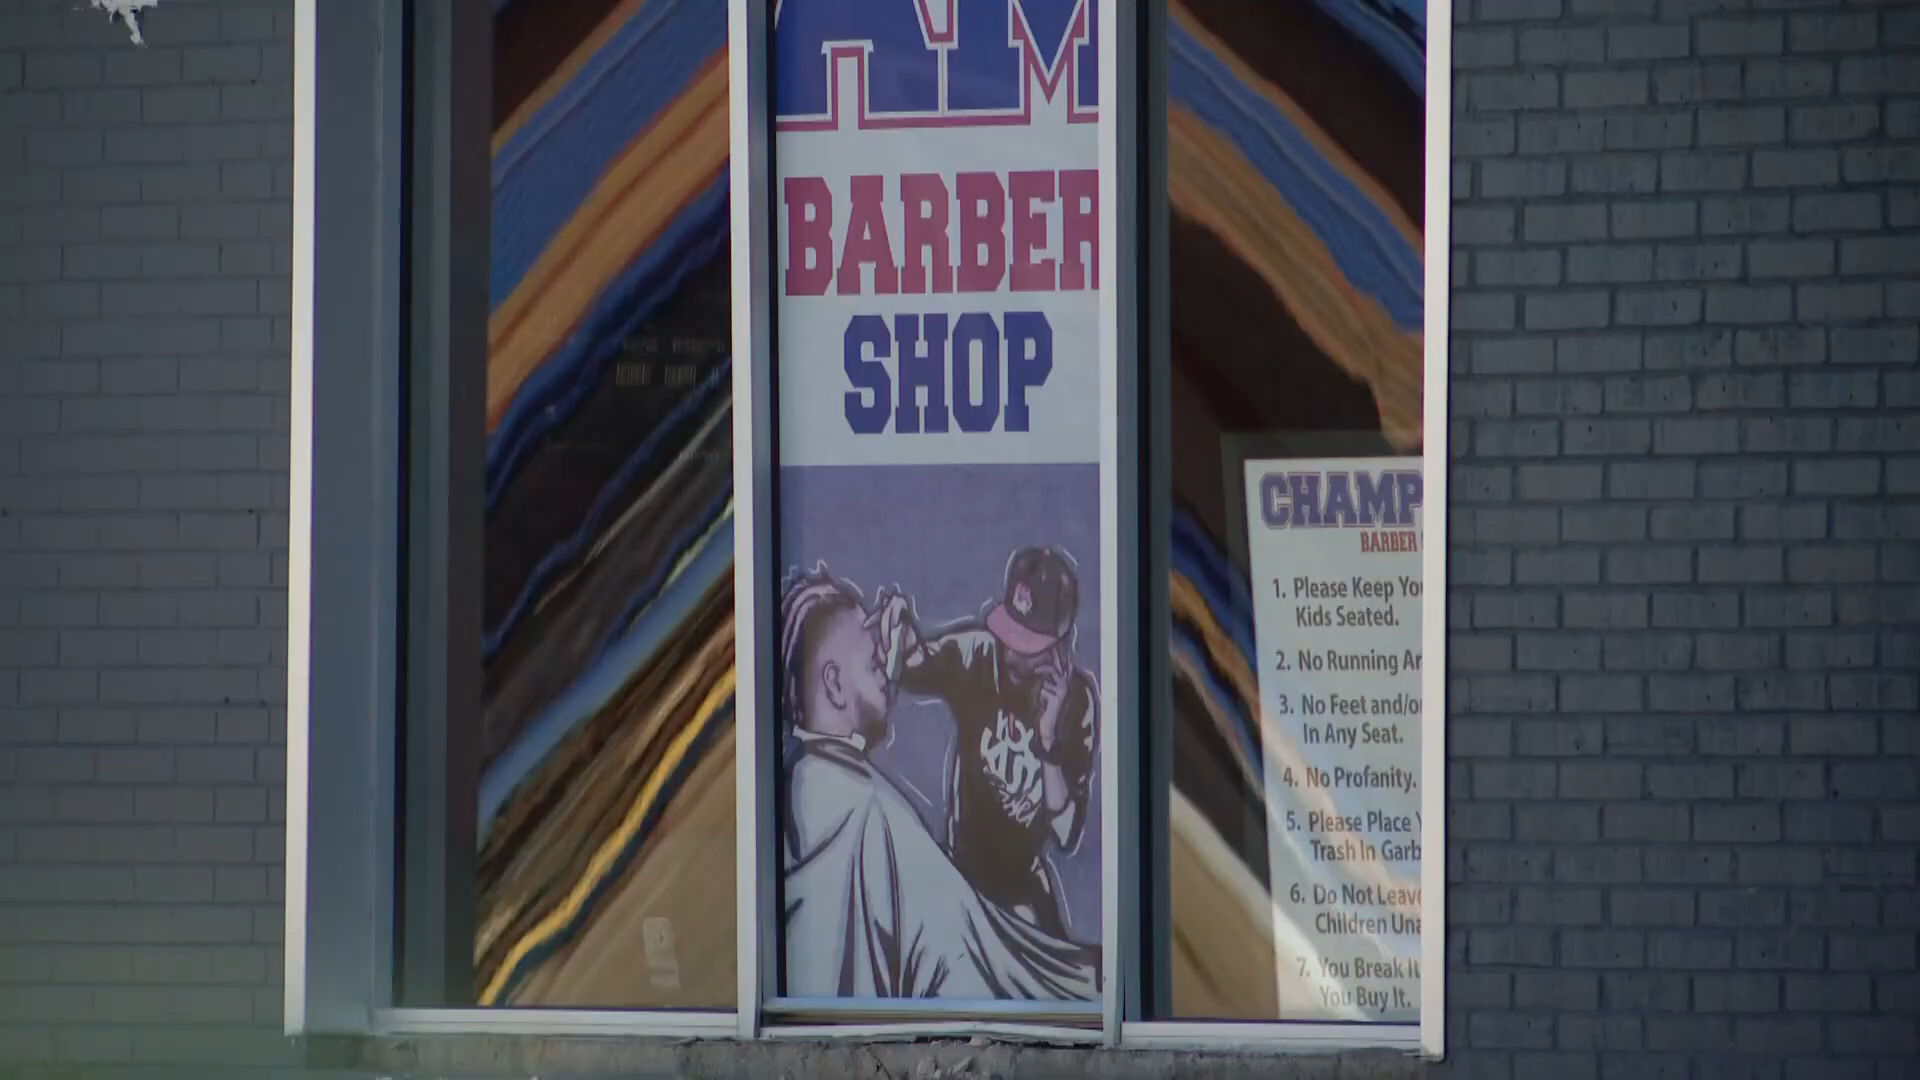 AM
BARBER
SHOP
CHAMP
BARBER
1. Please Keep You
Kids Seated.
2. No Running An
3. No Feet and/or
In Any Seat.
4. No Profanity.
5. Please Place Y
Trash In Garb
6. Do Not Leave
Children Una
7. You Break It
You Buy It.